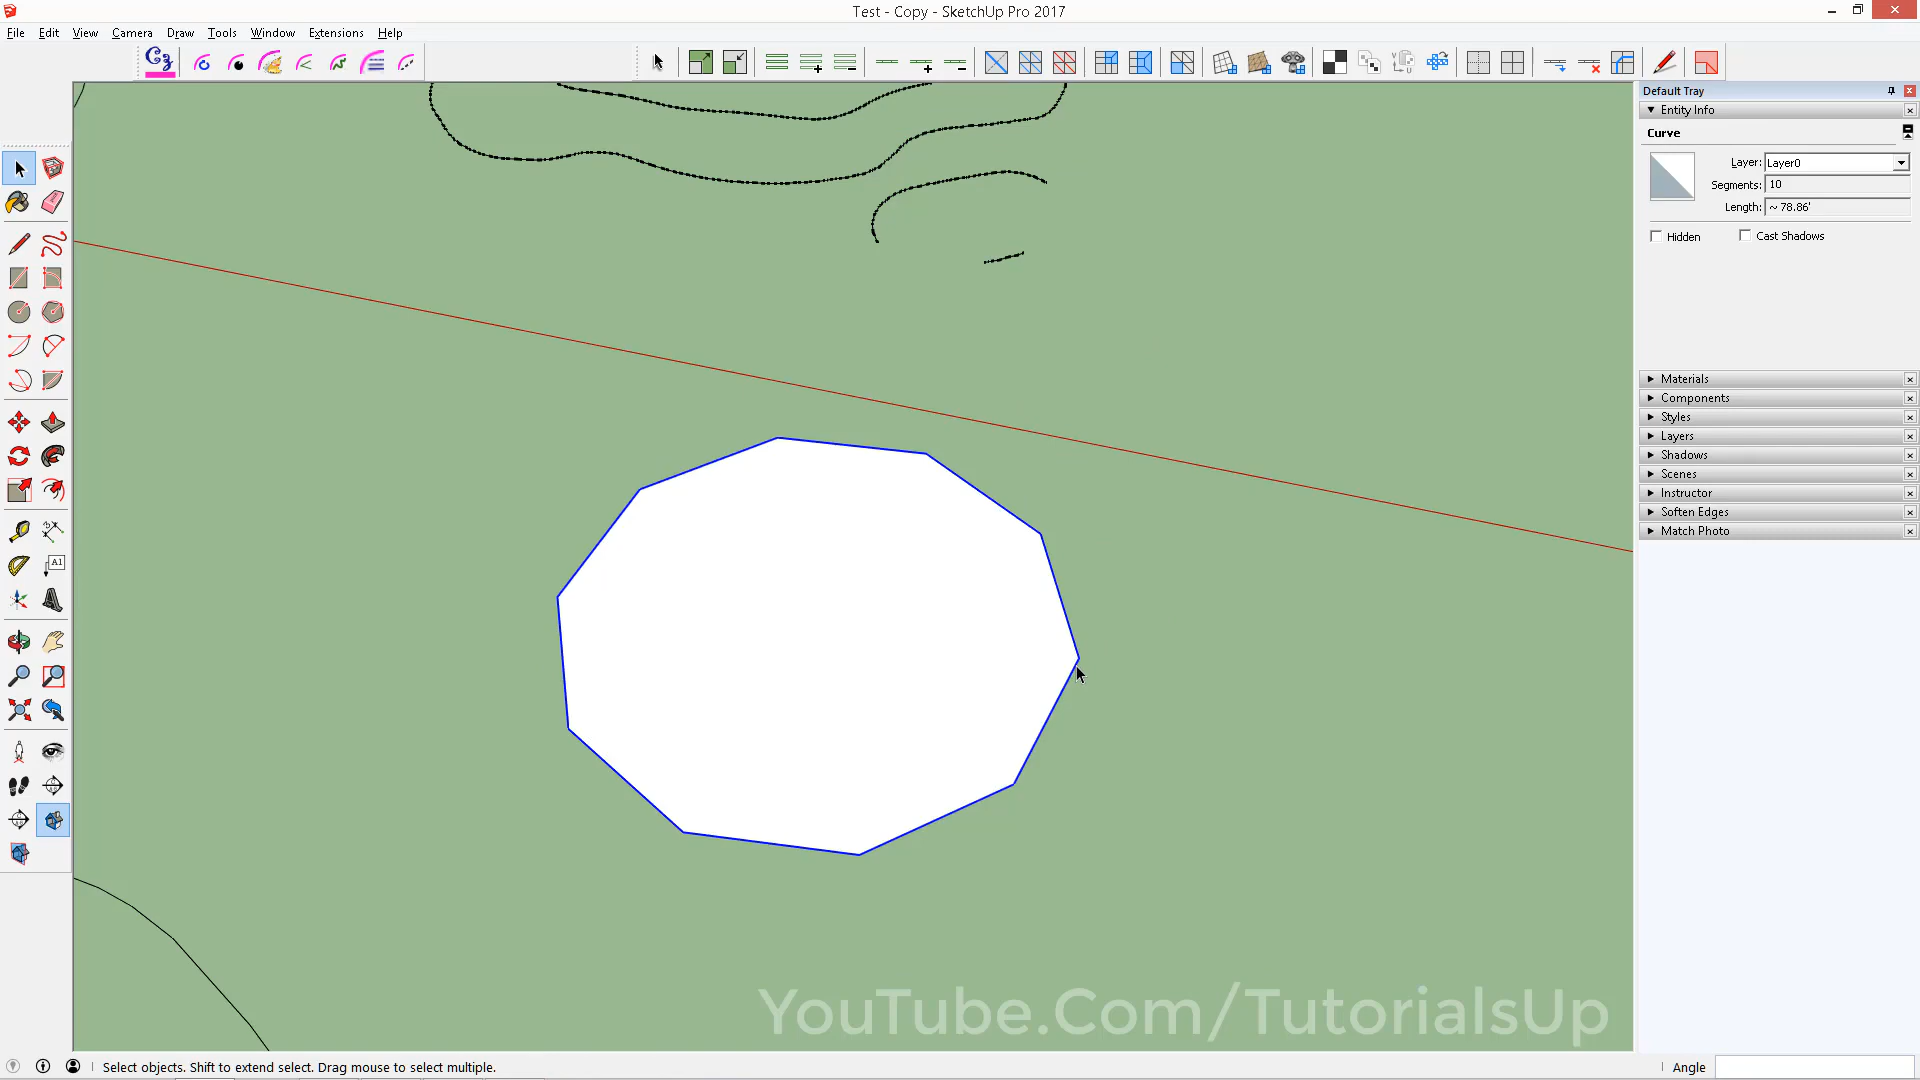 Test - Copy - SketchUp Pro 2017
File Edit View Camera Draw Tools Window Extensions Help
Default Tray
Entity Info
Curve
Layer: Layer0
Segments: 10
Length: ~ 78.86'
Hidden Cast Shadows
Materials
Components
Styles
Layers
Shadows
Scenes
Instructor
Soften Edges
Match Photo
A1
YouTube.Com/TutorialsUp
Select objects. Shift to extend select. Drag mouse to select multiple.
Angle